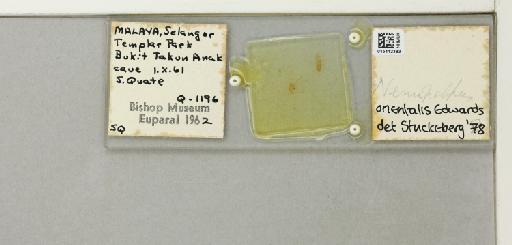 MALAYA, Selangor
Templer Park
Bukit Takun Anak
cave 1.X.61
S. Quate
Q-1196
Bishop Museum
Euparal 1962
SQ
orientalis Edwards
det Stuckenberg '78